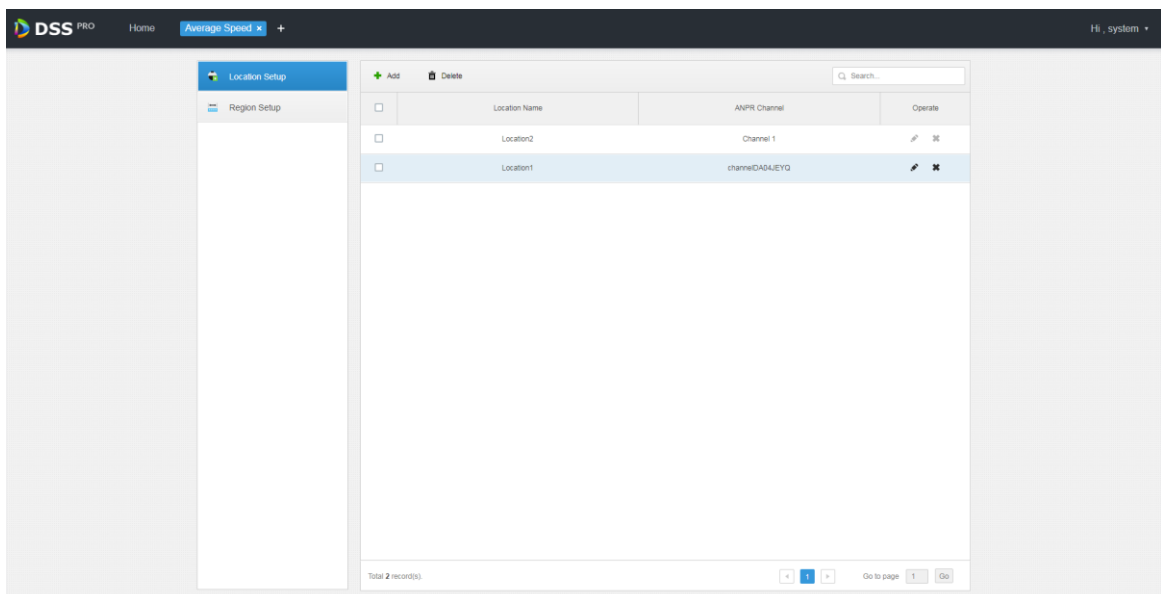 DSS PRO Home Average Speed × + Hi , system
Location Setup
Region Setup
Add Delete Search...
Location Name ANPR Channel Operate
Location2 Channel 1
Location1 channelDA04JEYQ
Total 2 record(s). 1 Go to page 1 Go